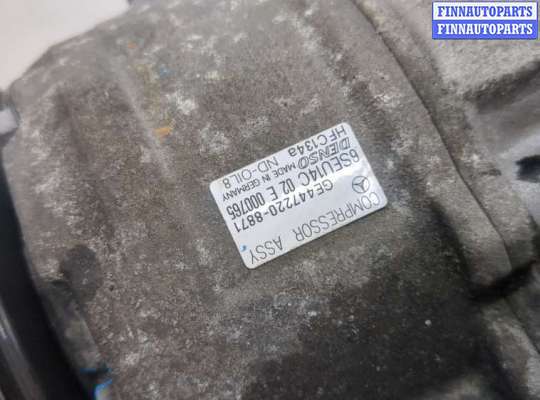 FINNAUTOPARTS
FINNAUTOPARTS
COMPRESSOR ASSY
GE447220-8871
6SEU14C 02 E 000765
DENSO MADE IN GERMANY
HFC134a ND-OIL8